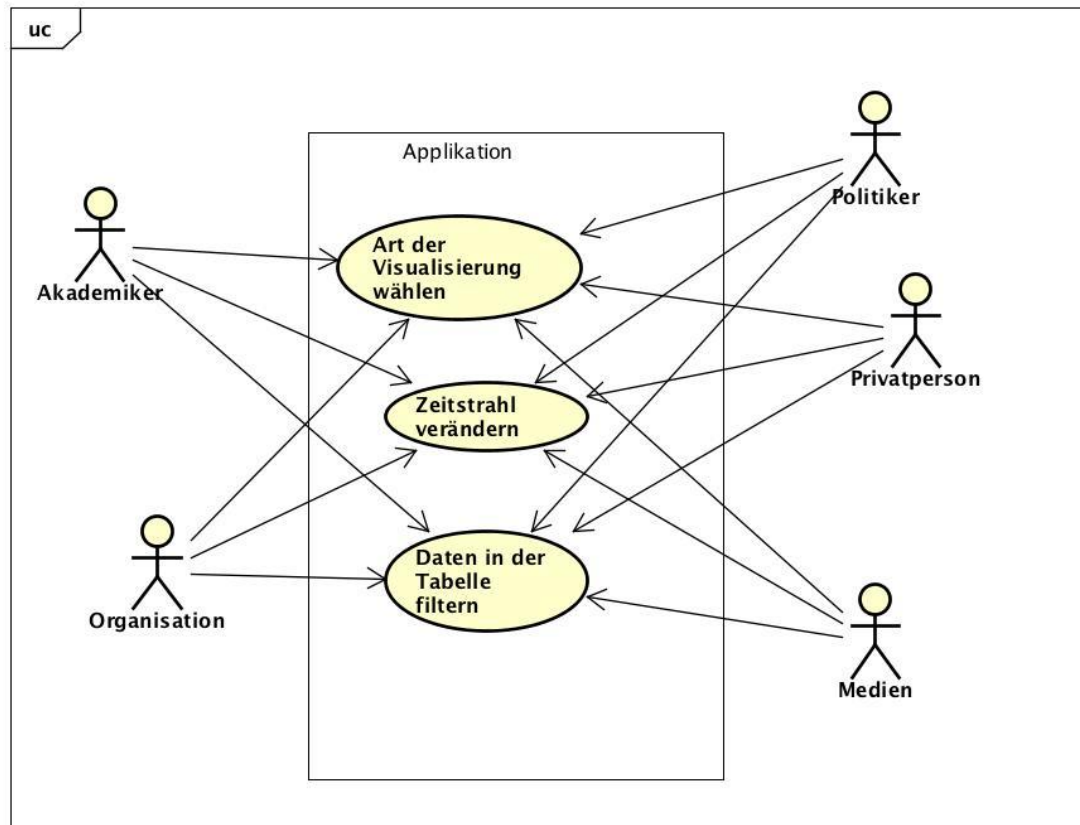 uc
Applikation
Politiker
Akademiker
Art der
Visualisierung
wählen
Privatperson
Zeitstrahl
verändern
Daten in der
Tabelle
filtern
Organisation
Medien